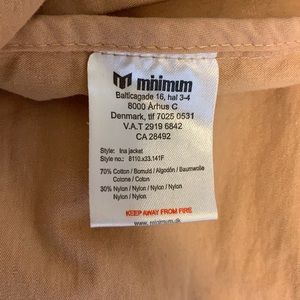 minimum
Balticagade 16, hal 3-4
8000 Århus C
Denmark, tlf 7025 0531
V.A.T 2919 6842
CA 28492
Style: Ina jacket
Style no.: 8110.x33.141F
70% Cotton / Bomuld / Algodón / Baumwolle
Cotone / Coton
30% Nylon / Nylon / Nylon / Nylon
Nylon / Nylon
KEEP AWAY FROM FIRE
www.minimum.dk